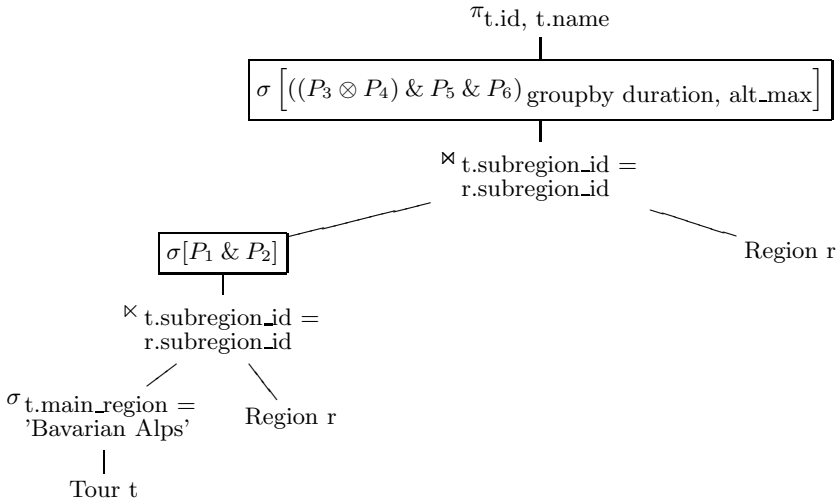 π t.id, t.name
σ [((P3 ⊗ P4) & P5 & P6) groupby duration, alt_max]
⋈ t.subregion_id =
r.subregion_id
σ[P1 & P2]
Region r
⋉ t.subregion_id =
r.subregion_id
σ t.main_region =
'Bavarian Alps'
Region r
Tour t